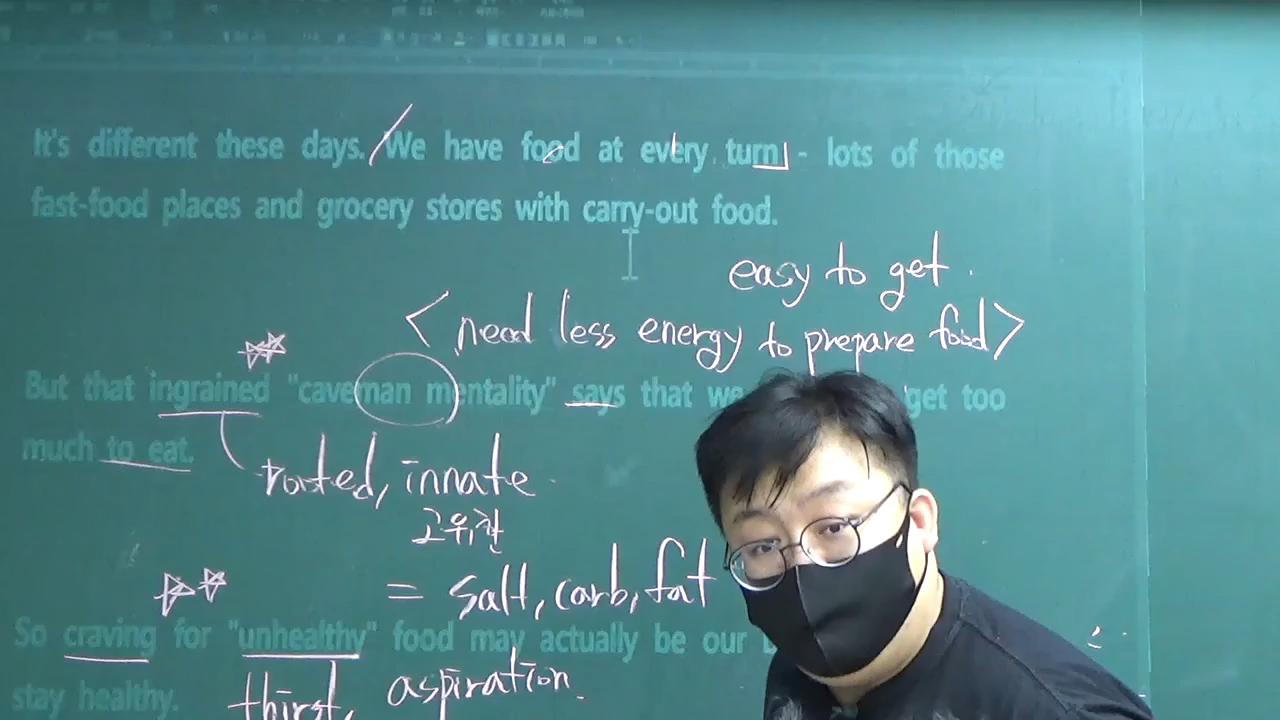 It's different these days. We have food at every turn - lots of those
fast-food places and grocery stores with carry-out food.
easy to get.
<need less energy to prepare food>
But that ingrained "caveman mentality" says that we get too
much to eat.
rooted, innate.
고유한
= salt, carb, fat
So craving for "unhealthy" food may actually be our
stay healthy.
thirst, aspiration.